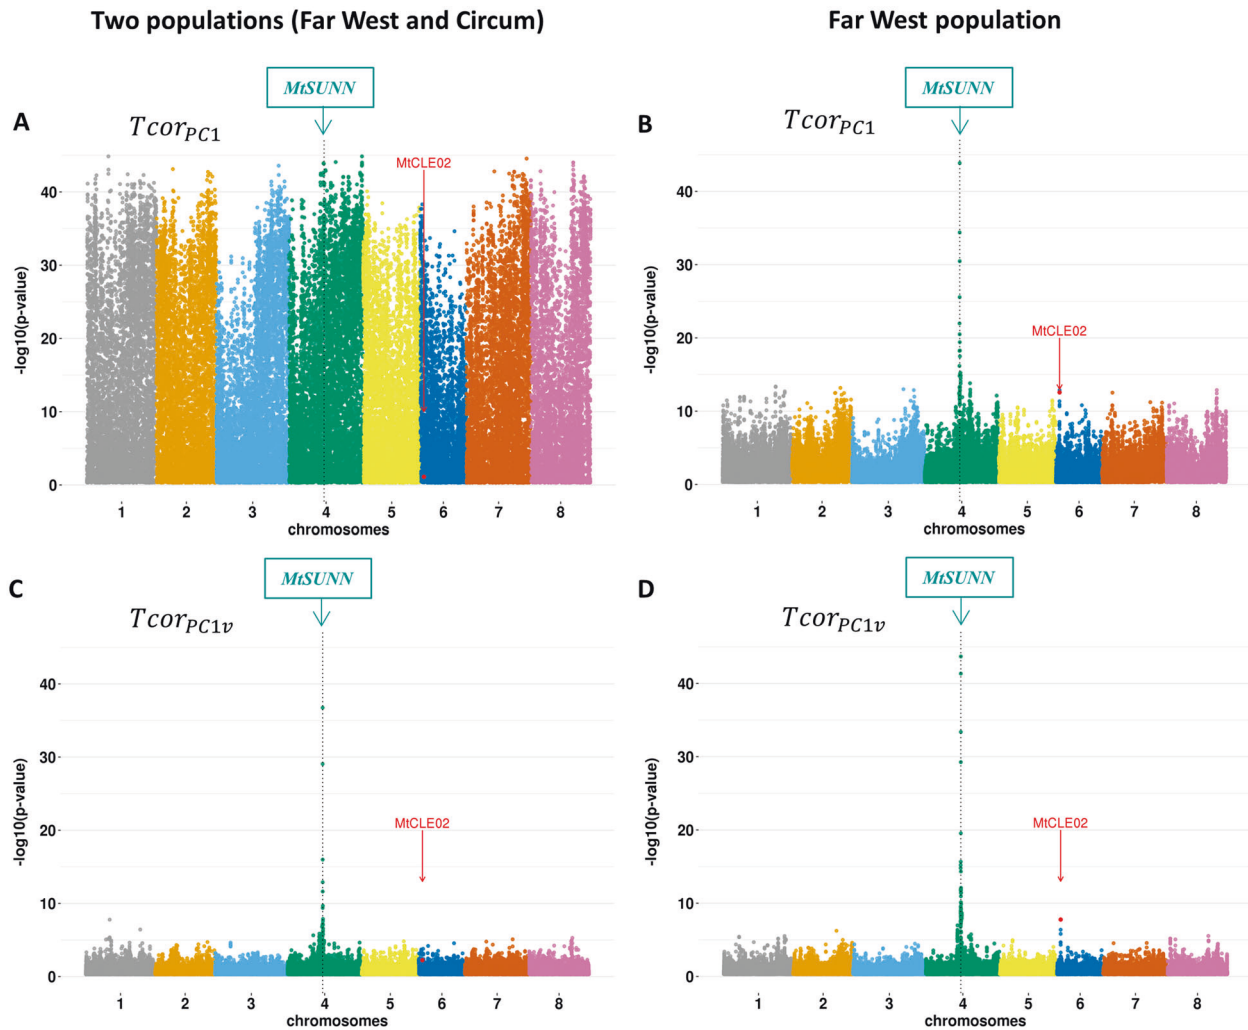 Two populations (Far West and Circum)
Far West population
A
MtSUNN
Tcor_PC1
MtCLE02
-log10(p-value)
40
30
20
10
0
1 2 3 4 5 6 7 8
chromosomes
B
MtSUNN
Tcor_PC1
MtCLE02
-log10(p-value)
40
30
20
10
0
1 2 3 4 5 6 7 8
chromosomes
C
MtSUNN
Tcor_PC1v
MtCLE02
-log10(p-value)
40
30
20
10
0
1 2 3 4 5 6 7 8
chromosomes
D
MtSUNN
Tcor_PC1v
MtCLE02
-log10(p-value)
40
30
20
10
0
1 2 3 4 5 6 7 8
chromosomes